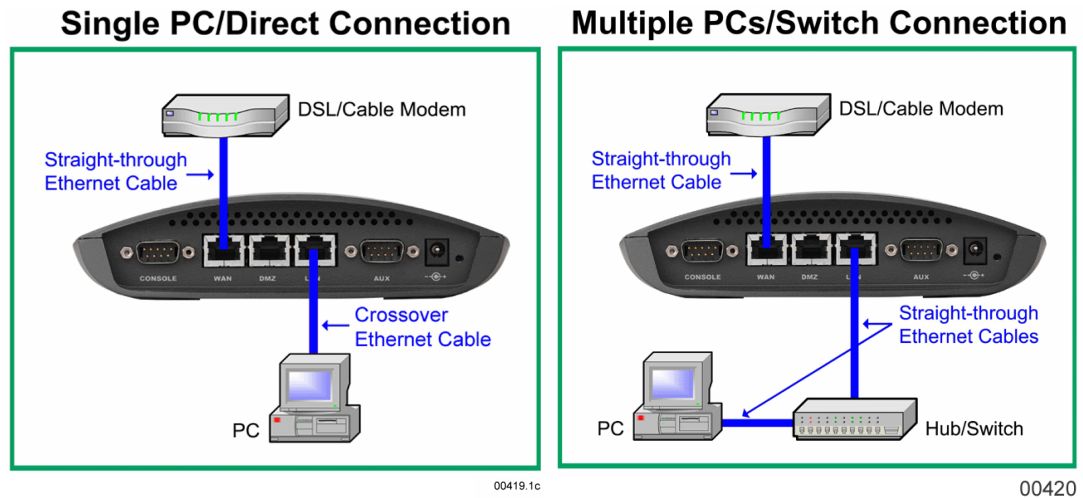 Single PC/Direct Connection
DSL/Cable Modem
Straight-through
Ethernet Cable
CONSOLE
WAN
DMZ
LAN
AUX
Crossover
Ethernet Cable
PC
00419.1c
Multiple PCs/Switch Connection
DSL/Cable Modem
Straight-through
Ethernet Cable
CONSOLE
WAN
DMZ
LAN
AUX
Straight-through
Ethernet Cables
PC
Hub/Switch
00420